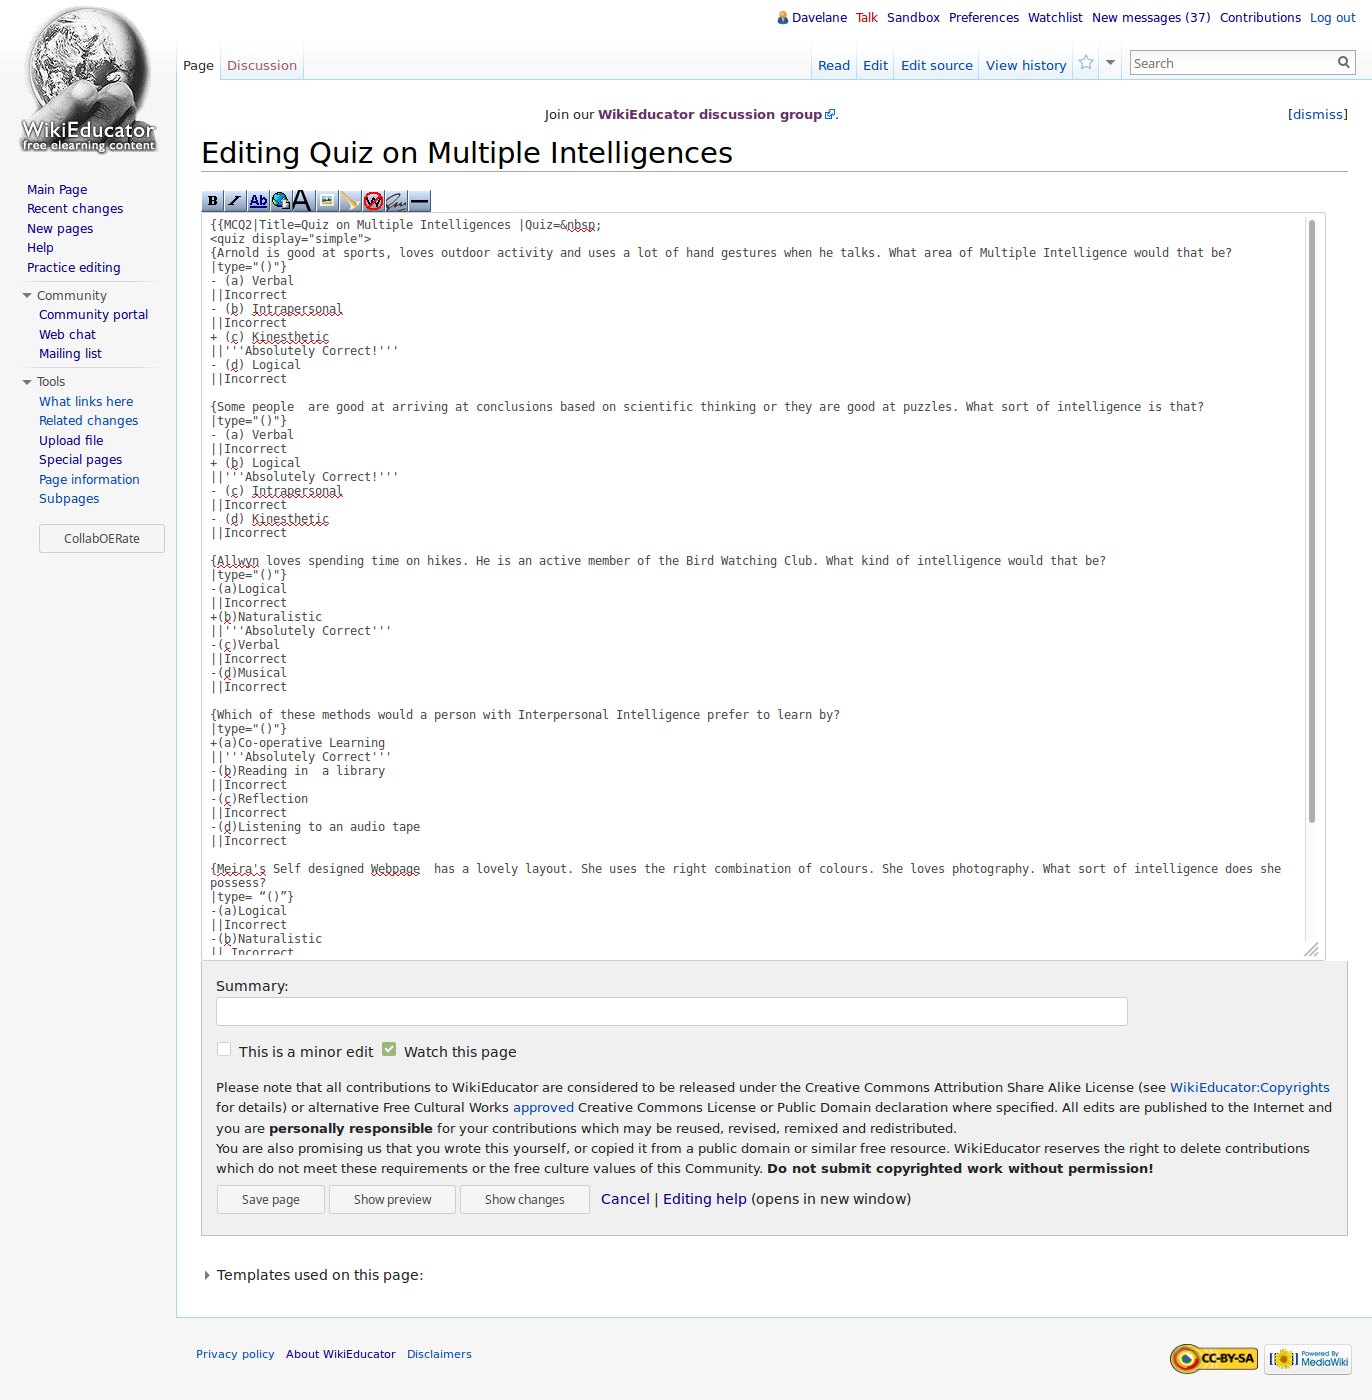 Davelane Talk Sandbox Preferences Watchlist New messages (37) Contributions Log out
Page Discussion Read Edit Edit source View history Search
WikiEducator
free elearning content
Join our WikiEducator discussion group. [dismiss]
Editing Quiz on Multiple Intelligences
Main Page
Recent changes
New pages
Help
Practice editing
Community
Community portal
Web chat
Mailing list
Tools
What links here
Related changes
Upload file
Special pages
Page information
Subpages
CollabOERate
B I Ab A W
{{MCQ2|Title=Quiz on Multiple Intelligences |Quiz=&nbsp;
<quiz display="simple">
{Arnold is good at sports, loves outdoor activity and uses a lot of hand gestures when he talks. What area of Multiple Intelligence would that be?
|type="()"}
- (a) Verbal
||Incorrect
- (b) Intrapersonal
||Incorrect
+ (c) Kinesthetic
||'''Absolutely Correct!'''
- (d) Logical
||Incorrect
{Some people  are good at arriving at conclusions based on scientific thinking or they are good at puzzles. What sort of intelligence is that?
|type="()"}
- (a) Verbal
||Incorrect
+ (b) Logical
||'''Absolutely Correct!'''
- (c) Intrapersonal
||Incorrect
- (d) Kinesthetic
||Incorrect
{Allwyn loves spending time on hikes. He is an active member of the Bird Watching Club. What kind of intelligence would that be?
|type="()"}
-(a)Logical
||Incorrect
+(b)Naturalistic
||'''Absolutely Correct'''
-(c)Verbal
||Incorrect
-(d)Musical
||Incorrect
{Which of these methods would a person with Interpersonal Intelligence prefer to learn by?
|type="()"}
+(a)Co-operative Learning
||'''Absolutely Correct'''
-(b)Reading in  a library
||Incorrect
-(c)Reflection
||Incorrect
-(d)Listening to an audio tape
||Incorrect
{Meira's Self designed Webpage  has a lovely layout. She uses the right combination of colours. She loves photography. What sort of intelligence does she
possess?
|type= “()”}
-(a)Logical
||Incorrect
-(b)Naturalistic
|| Incorrect
Summary:
This is a minor edit Watch this page
Please note that all contributions to WikiEducator are considered to be released under the Creative Commons Attribution Share Alike License (see WikiEducator:Copyrights
for details) or alternative Free Cultural Works approved Creative Commons License or Public Domain declaration where specified. All edits are published to the Internet and
you are personally responsible for your contributions which may be reused, revised, remixed and redistributed.
You are also promising us that you wrote this yourself, or copied it from a public domain or similar free resource. WikiEducator reserves the right to delete contributions
which do not meet these requirements or the free culture values of this Community. Do not submit copyrighted work without permission!
Save page Show preview Show changes Cancel | Editing help (opens in new window)
Templates used on this page:
Privacy policy About WikiEducator Disclaimers
CC-BY-SA
Powered By
MediaWiki